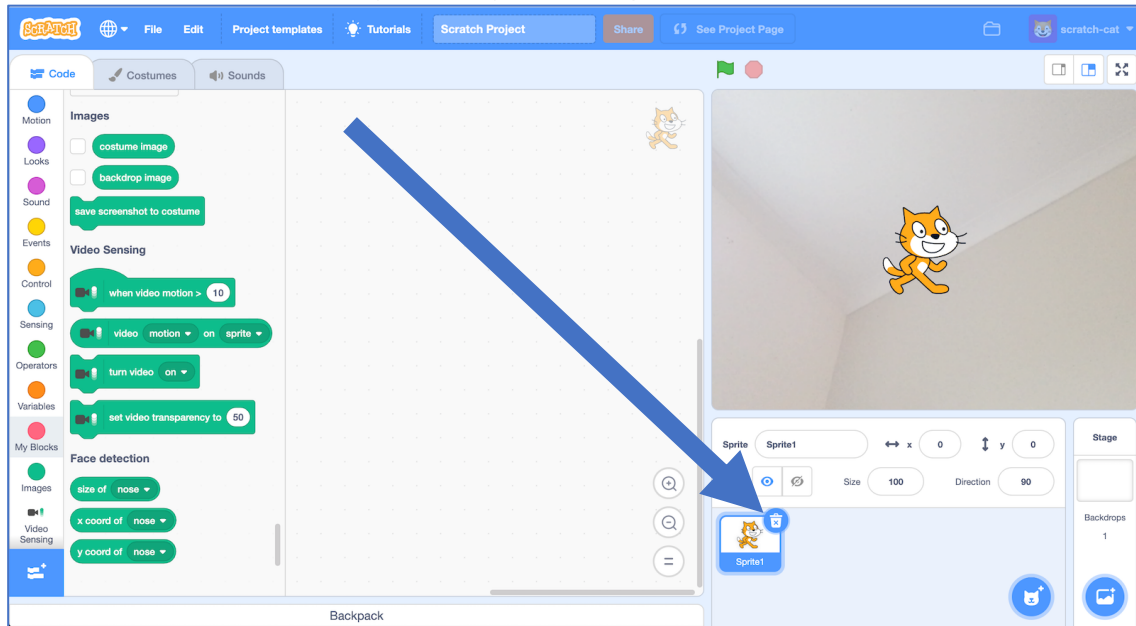 SCRATCH File Edit Project templates Tutorials Scratch Project Share See Project Page scratch-cat
Code Costumes Sounds
Motion
Looks
Sound
Events
Control
Sensing
Operators
Variables
My Blocks
Images
Video
Sensing
Images
costume image
backdrop image
save screenshot to costume
Video Sensing
when video motion > 10
video motion on sprite
turn video on
set video transparency to 50
Face detection
size of nose
x coord of nose
y coord of nose
Backpack
Sprite Sprite1 x 0 y 0
Size 100 Direction 90
Sprite1
Stage
Backdrops
1